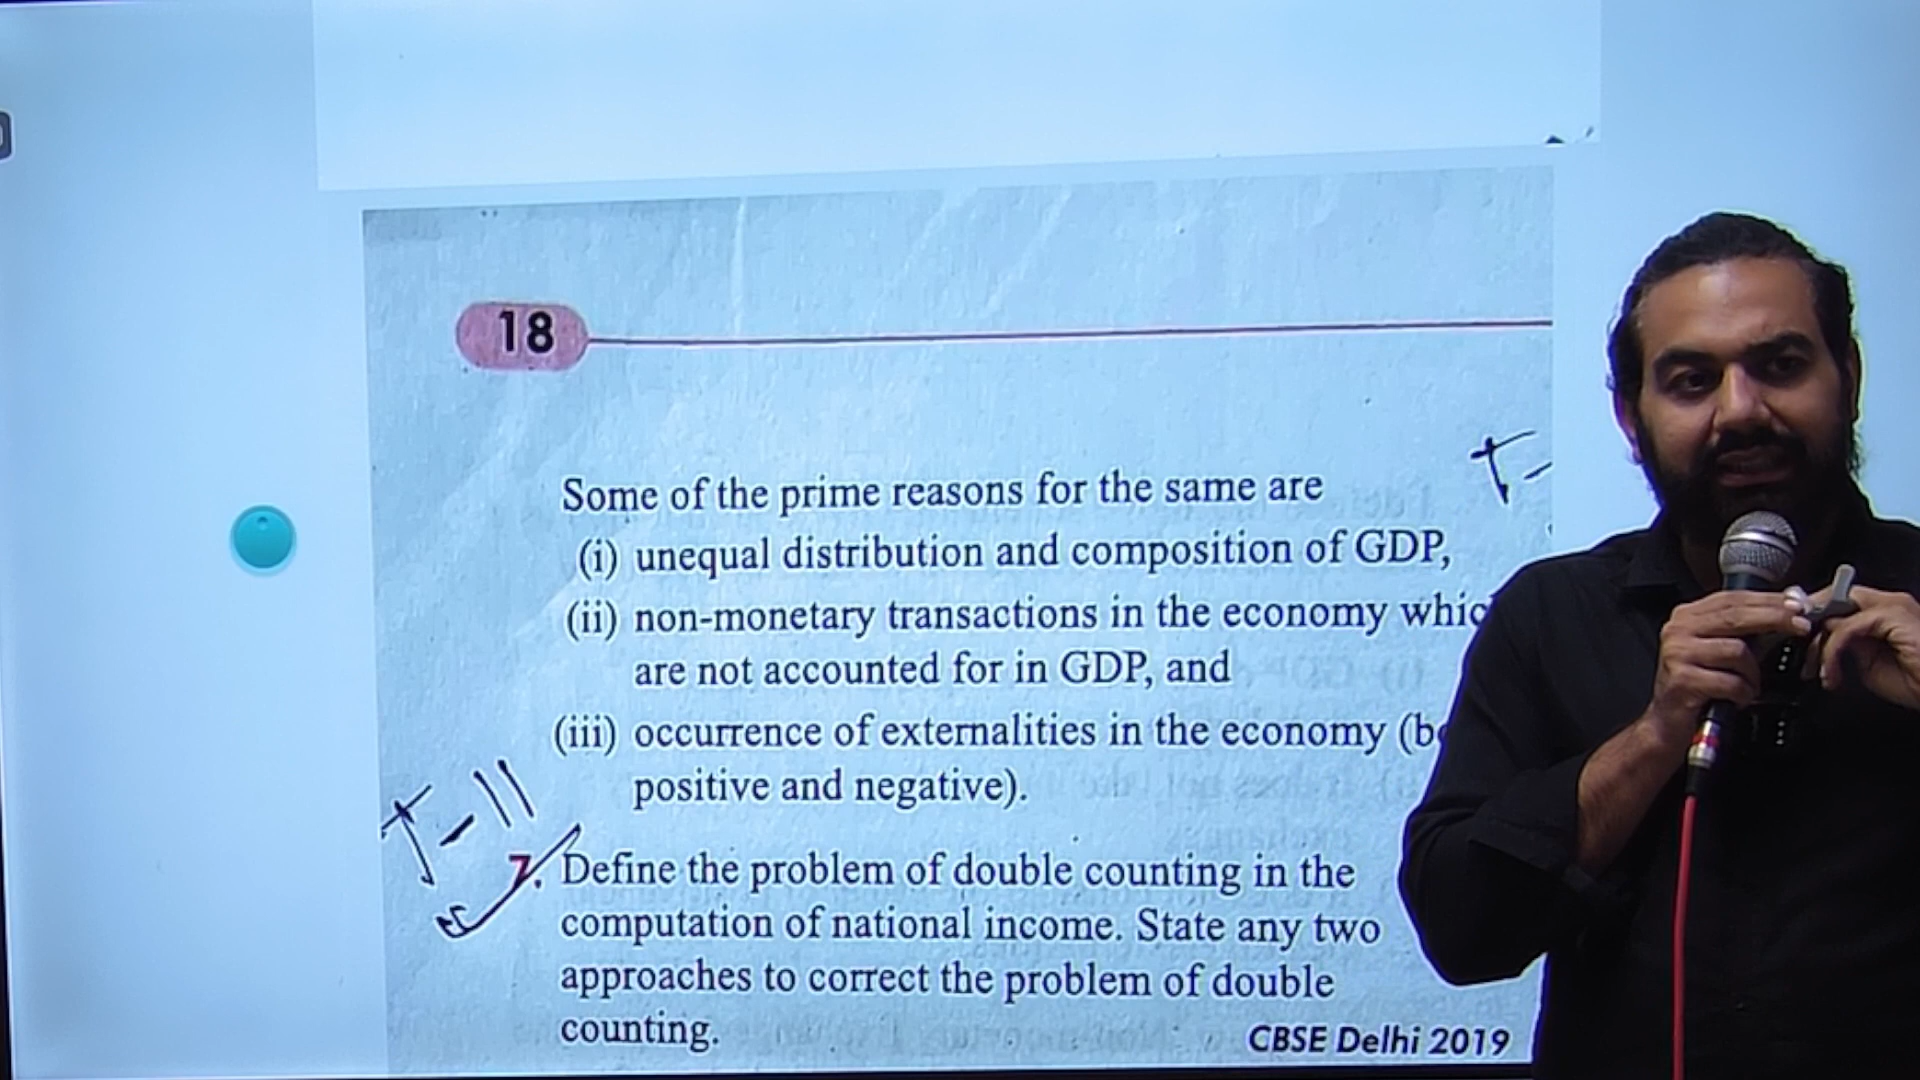 18
Some of the prime reasons for the same are
(i) unequal distribution and composition of GDP,
(ii) non-monetary transactions in the economy
are not accounted for in GDP, and
(iii) occurrence of externalities in the economy
positive and negative).
T-
T-11
7. Define the problem of double counting in the
computation of national income. State any two
approaches to correct the problem of double
counting.
CBSE Delhi 2019